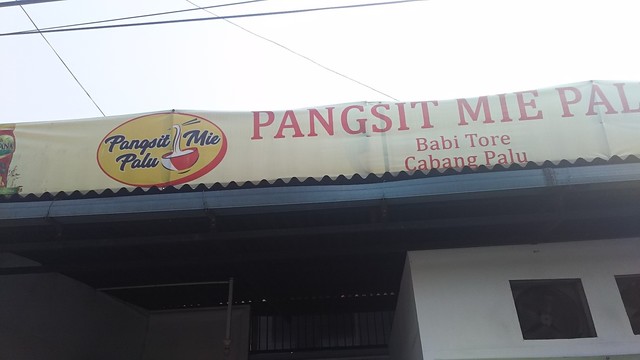 Pangsit Mie
Palu
PANGSIT MIE PAL
Babi Tore
Cabang Palu